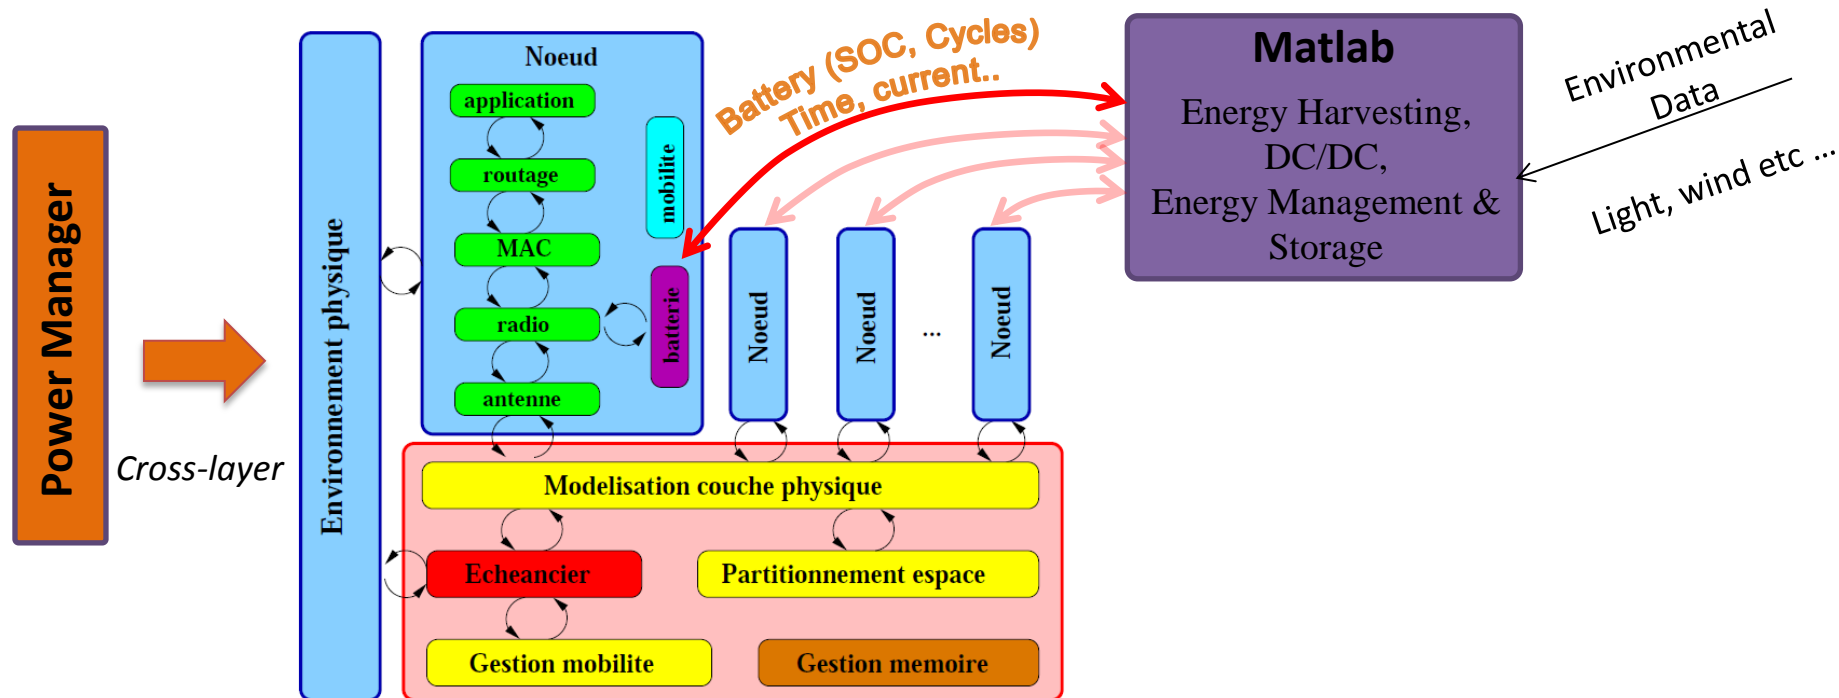 Power Manager
Cross-layer
Environnement physique
Noeud
application
routage
MAC
radio
antenne
mobilite
batterie
Battery (SOC, Cycles)
Time, current..
Noeud
Noeud
...
Noeud
Matlab
Energy Harvesting,
DC/DC,
Energy Management &
Storage
Environmental
Data
Light, wind etc ...
Modelisation couche physique
Echeancier
Partitionnement espace
Gestion mobilite
Gestion memoire